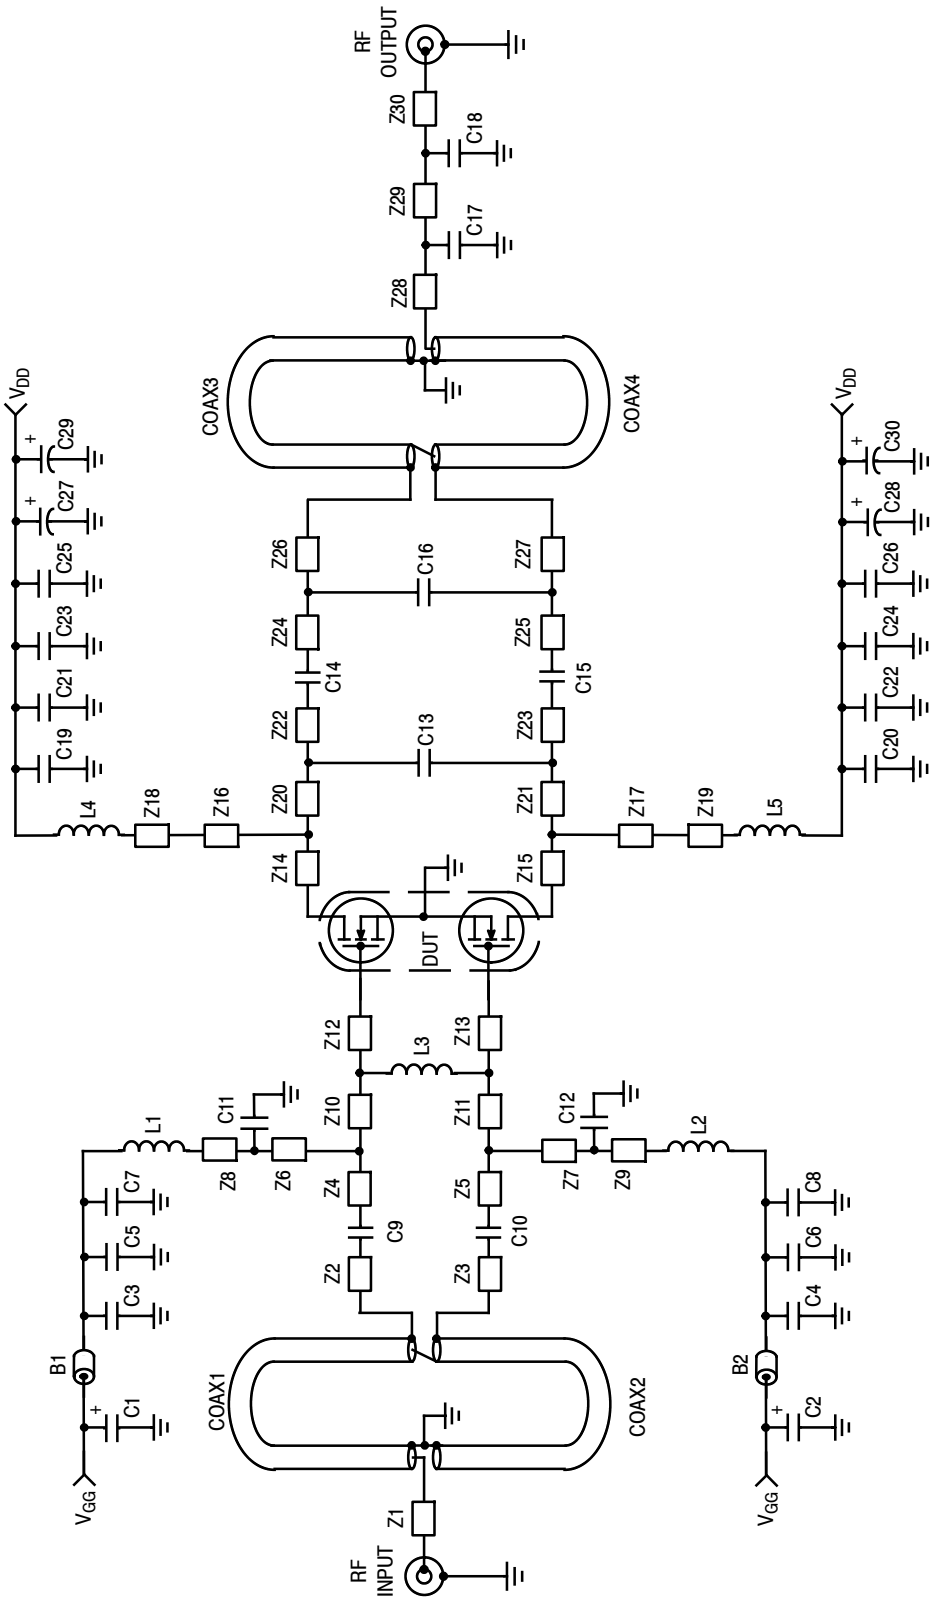 RF
INPUT
Z1
COAX1
COAX2
VGG
+
C1
B1
C3
C5
C7
L1
Z8
C11
Z6
Z2
C9
Z4
Z10
Z12
L3
Z3
C10
Z5
Z11
Z13
Z7
C12
Z9
L2
VGG
+
C2
B2
C4
C6
C8
DUT
Z14
Z20
Z22
C14
Z24
Z26
Z16
Z18
L4
C19
C21
C23
C25
+
C27
+
C29
VDD
C13
C16
Z15
Z21
Z23
C15
Z25
Z27
Z17
Z19
L5
C20
C22
C24
C26
+
C28
+
C30
VDD
COAX3
COAX4
Z28
C17
Z29
C18
Z30
RF
OUTPUT